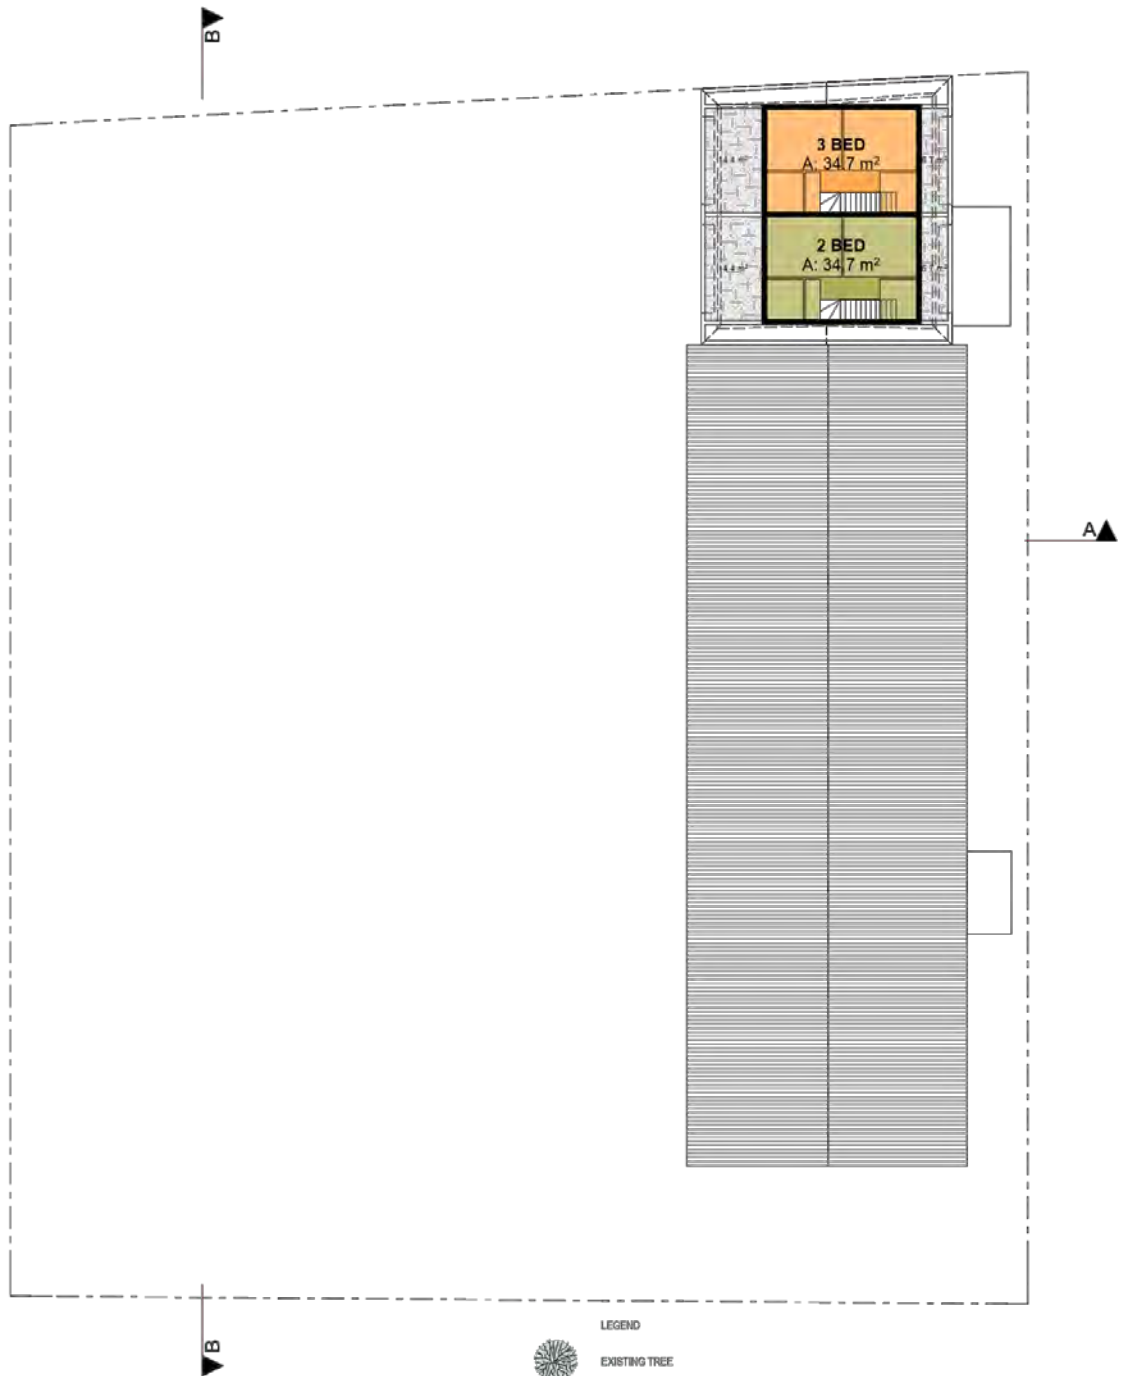 B
3 BED
A: 34,7 m²
2 BED
A: 34,7 m²
A
B
LEGEND
EXISTING TREE